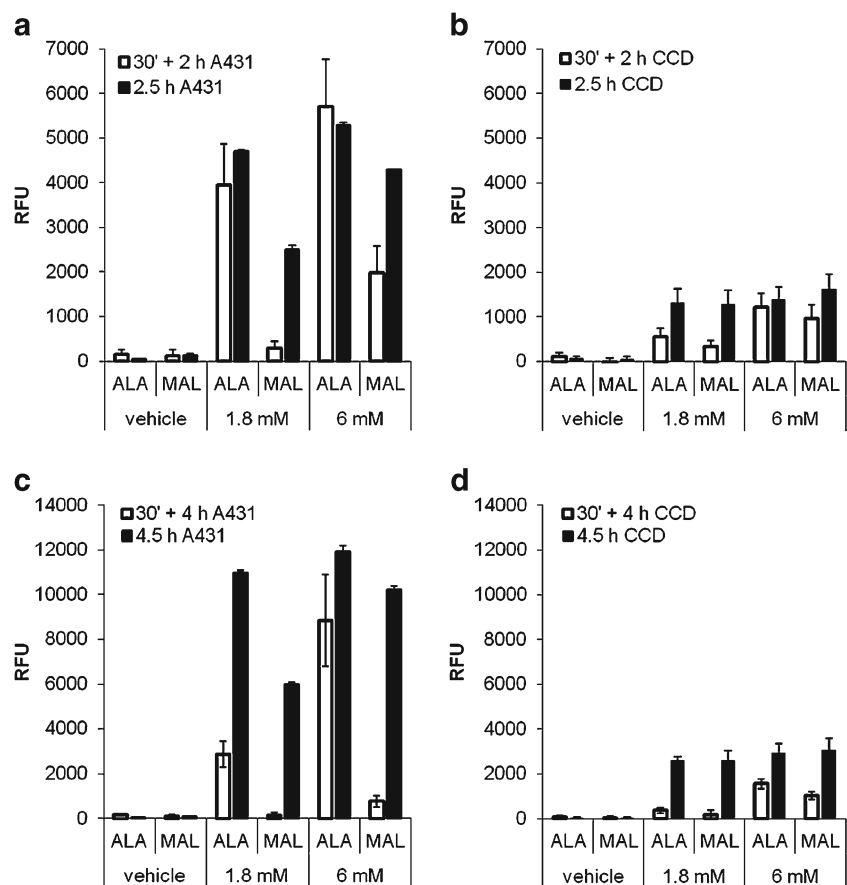 a
7000
6000
5000
4000
3000
2000
1000
0
RFU
30' + 2 h A431
2.5 h A431
ALA MAL ALA MAL ALA MAL
vehicle 1.8 mM 6 mM
b
7000
6000
5000
4000
3000
2000
1000
0
RFU
30' + 2 h CCD
2.5 h CCD
ALA MAL ALA MAL ALA MAL
vehicle 1.8 mM 6 mM
c
14000
12000
10000
8000
6000
4000
2000
0
RFU
30' + 4 h A431
4.5 h A431
ALA MAL ALA MAL ALA MAL
vehicle 1.8 mM 6 mM
d
14000
12000
10000
8000
6000
4000
2000
0
RFU
30' + 4 h CCD
4.5 h CCD
ALA MAL ALA MAL ALA MAL
vehicle 1.8 mM 6 mM